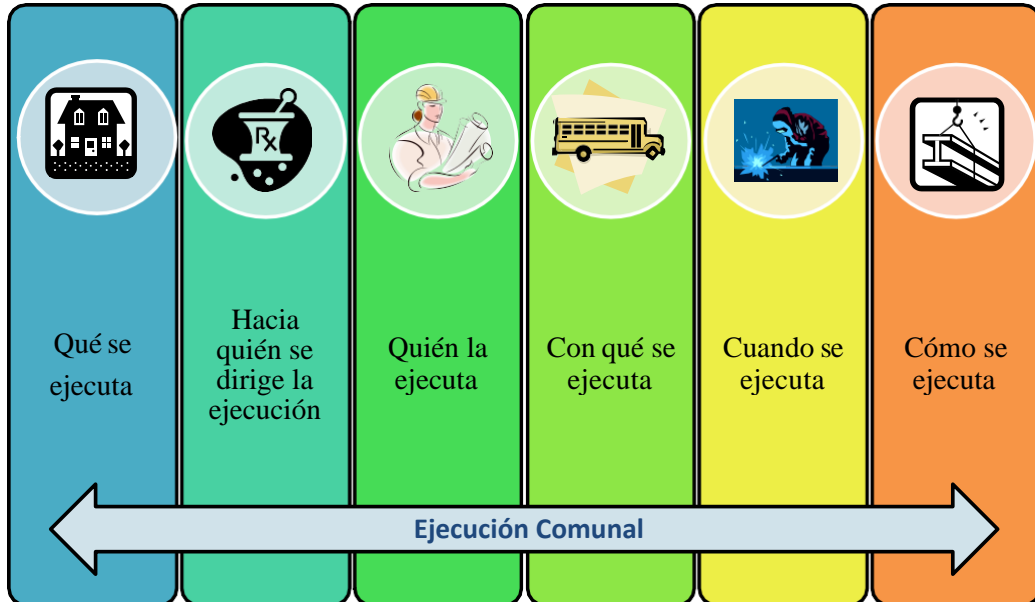 Rx
Qué se
ejecuta
Hacia
quién se
dirige la
ejecución
Quién la
ejecuta
Con qué se
ejecuta
Cuando se
ejecuta
Cómo se
ejecuta
Ejecución Comunal